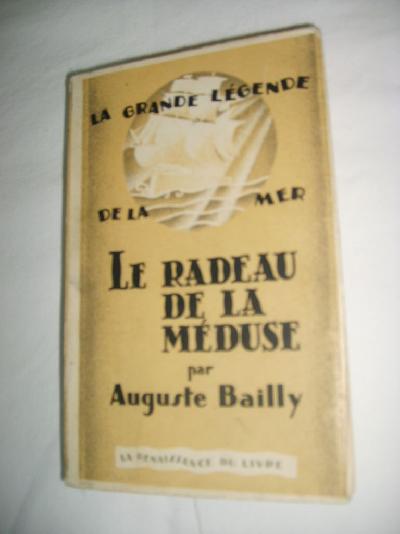 LA GRANDE LÉGENDE
DE LA MER
LE RADEAU
DE LA
MÉDUSE
par
Auguste Bailly
LA RENAISSANCE DU LIVRE